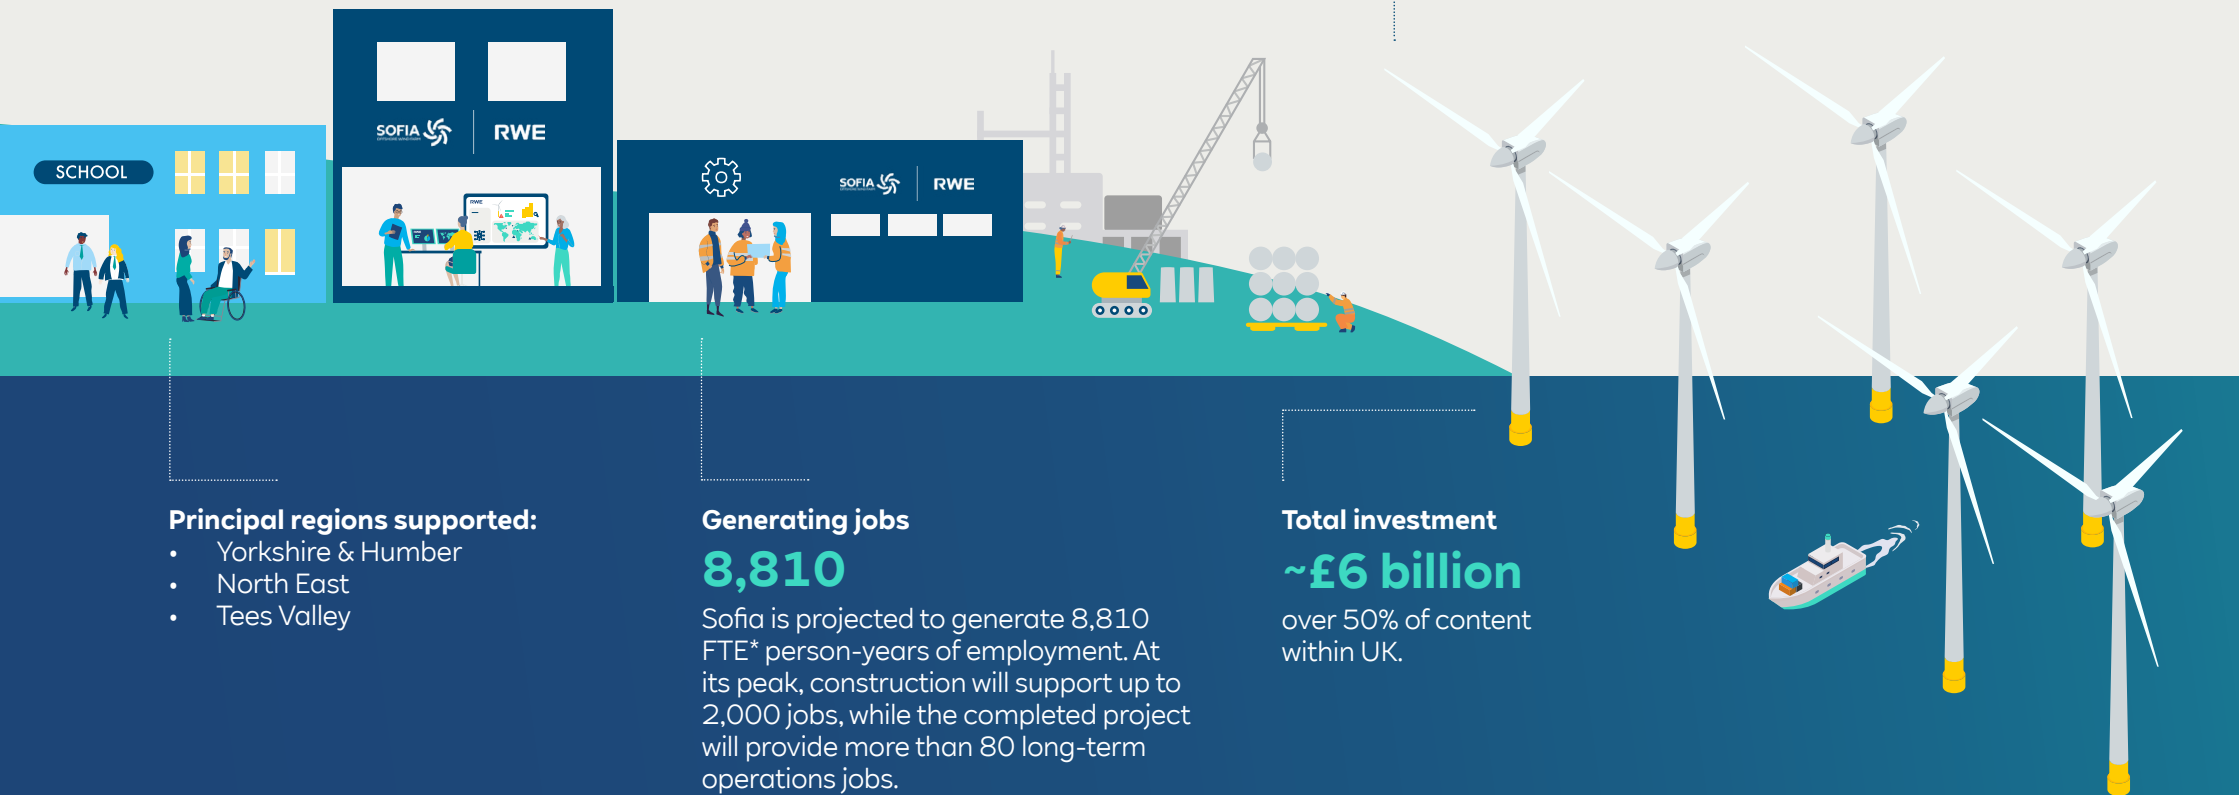 SOFIA
RWE
SCHOOL
SOFIA
RWE
RWE
Principal regions supported:
• Yorkshire & Humber
• North East
• Tees Valley
Generating jobs
8,810
Sofia is projected to generate 8,810
FTE* person-years of employment. At
its peak, construction will support up to
2,000 jobs, while the completed project
will provide more than 80 long-term
operations jobs.
Total investment
~£6 billion
over 50% of content
within UK.